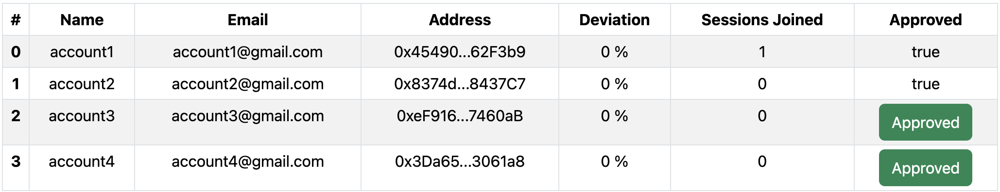 # Name Email Address Deviation Sessions Joined Approved
0 account1 account1@gmail.com 0x45490...62F3b9 0 % 1 true
1 account2 account2@gmail.com 0x8374d...8437C7 0 % 0 true
2 account3 account3@gmail.com 0xeF916...7460aB 0 % 0 Approved
3 account4 account4@gmail.com 0x3Da65...3061a8 0 % 0 Approved